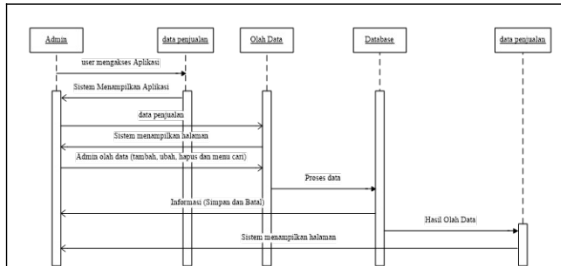 Admin
data penjualan
Olah Data
Database
data penjualan
user mengakses Aplikasi
Sistem Menampilkan Aplikasi
data penjualan
Sistem menampilkan halaman
Admin olah data (tambah, ubah, hapus dan menu cari)
Proses data
Informasi (Simpan dan Batal)
Hasil Olah Data
Sistem menampilkan halaman